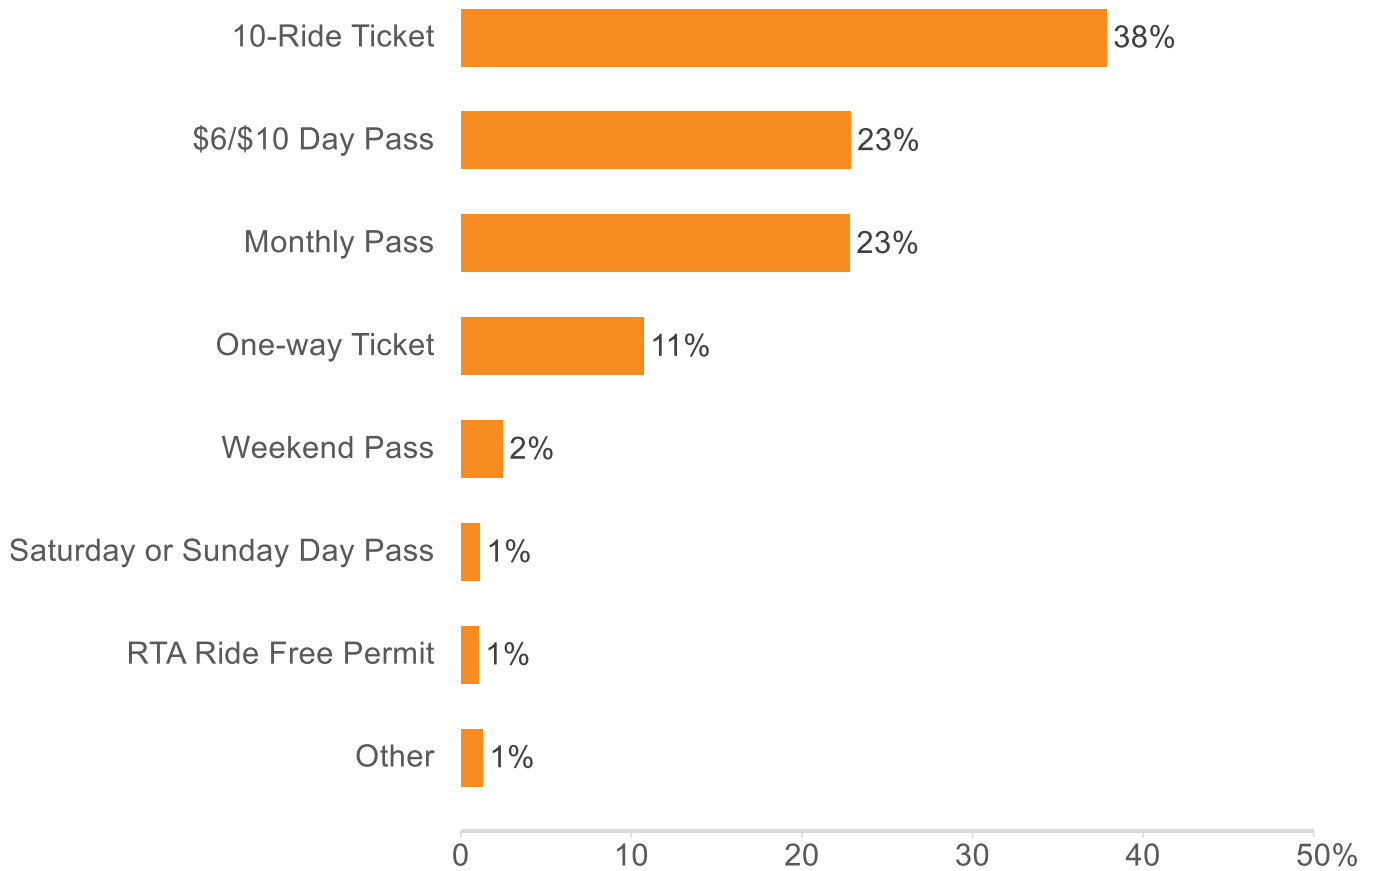 10-Ride Ticket 38%
$6/$10 Day Pass 23%
Monthly Pass 23%
One-way Ticket 11%
Weekend Pass 2%
Saturday or Sunday Day Pass 1%
RTA Ride Free Permit 1%
Other 1%
0 10 20 30 40 50%